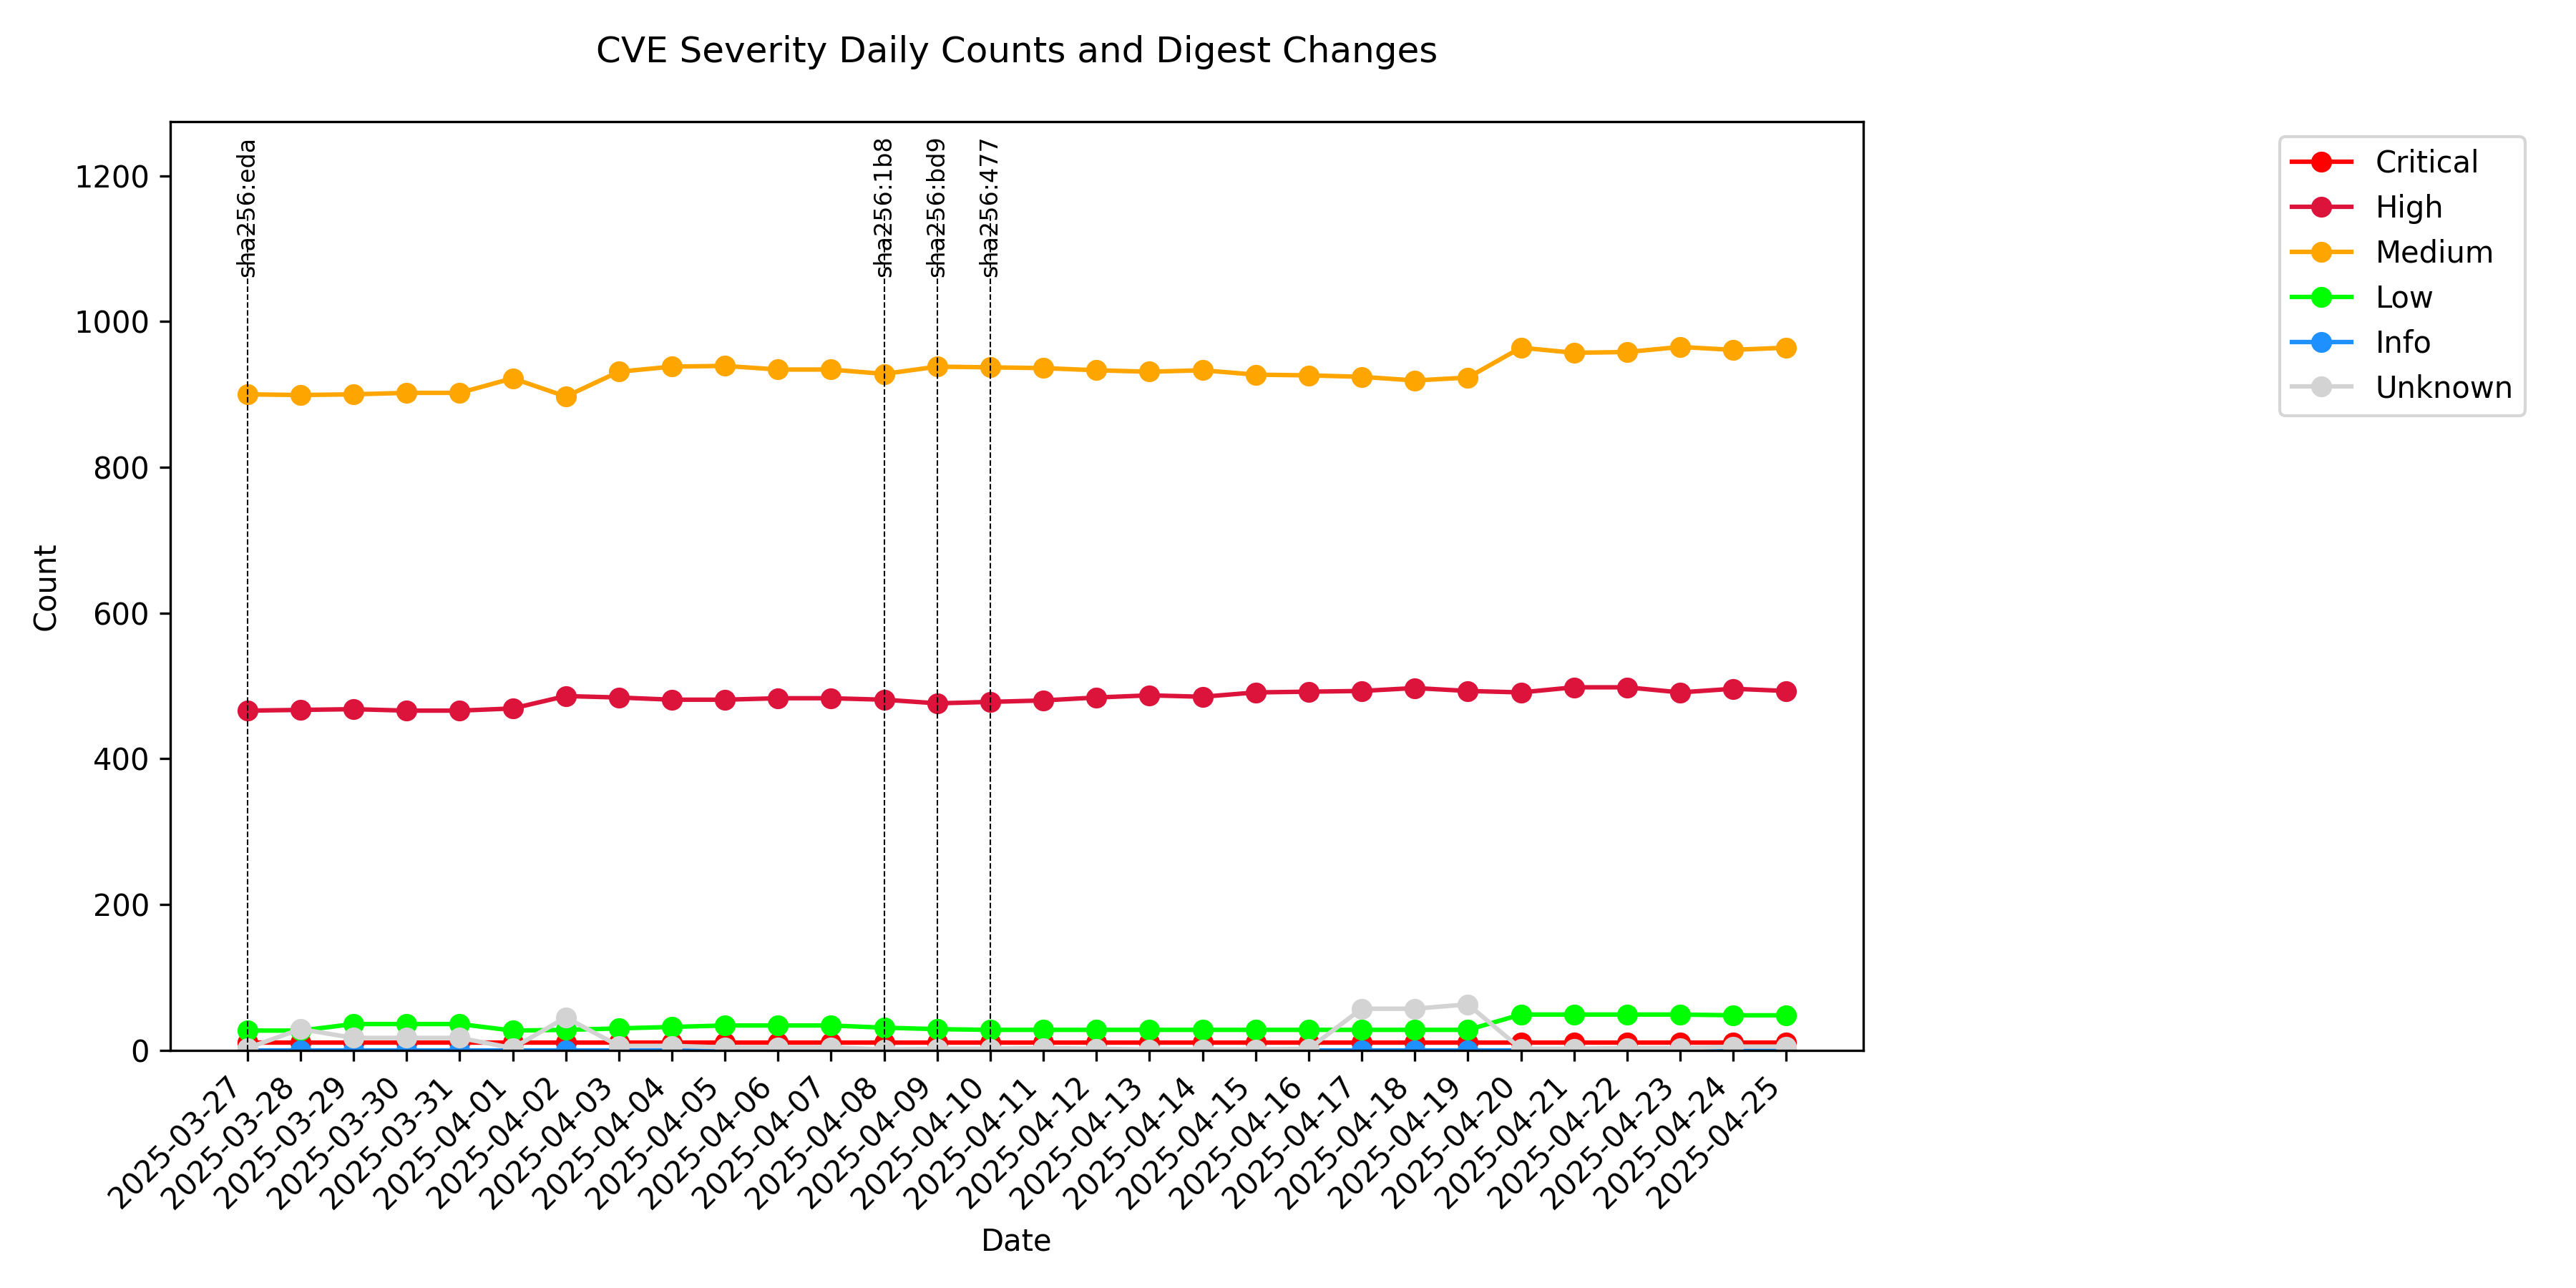 CVE Severity Daily Counts and Digest Changes
sha256:eda
sha256:1b8
sha256:bd9
sha256:477
1200
1000
800
600
400
200
0
Count
2025-03-27
2025-03-28
2025-03-29
2025-03-30
2025-03-31
2025-04-01
2025-04-02
2025-04-03
2025-04-04
2025-04-05
2025-04-06
2025-04-07
2025-04-08
2025-04-09
2025-04-10
2025-04-11
2025-04-12
2025-04-13
2025-04-14
2025-04-15
2025-04-16
2025-04-17
2025-04-18
2025-04-19
2025-04-20
2025-04-21
2025-04-22
2025-04-23
2025-04-24
2025-04-25
Date
Critical
High
Medium
Low
Info
Unknown